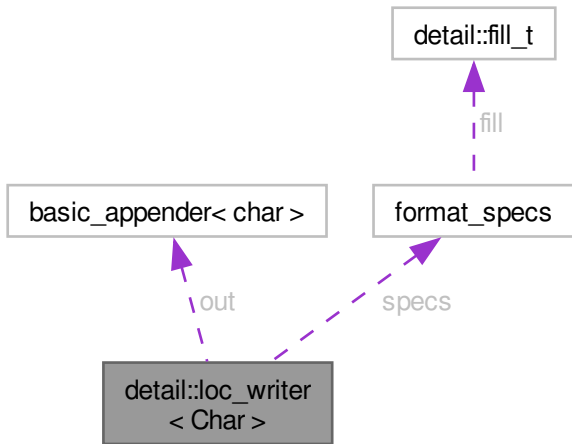 detail::fill_t
fill
basic_appender< char >
format_specs
out
specs
detail::loc_writer
< Char >